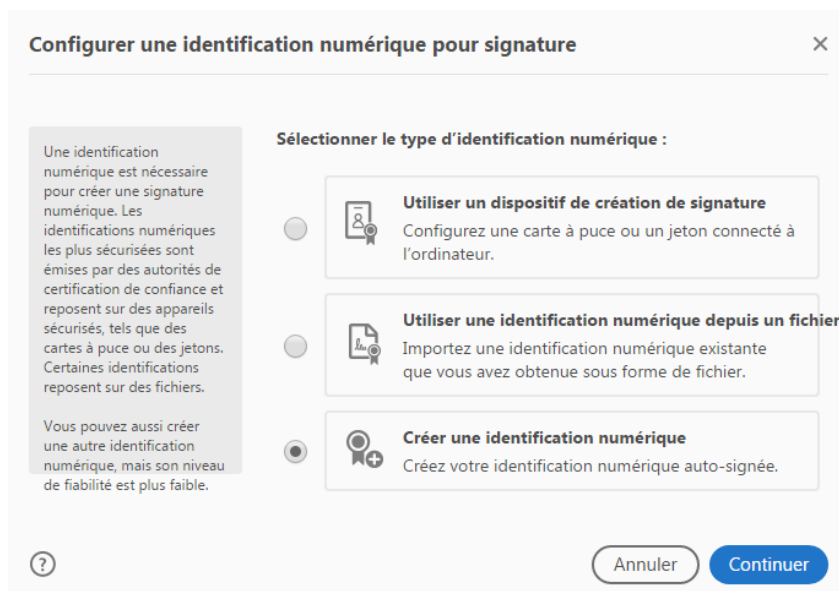 Configurer une identification numérique pour signature
Une identification
numérique est nécessaire
pour créer une signature
numérique. Les
identifications numériques
les plus sécurisées sont
émises par des autorités de
certification de confiance et
reposent sur des appareils
sécurisés, tels que des
cartes à puce ou des jetons.
Certaines identifications
reposent sur des fichiers.
Vous pouvez aussi créer
une autre identification
numérique, mais son niveau
de fiabilité est plus faible.
Sélectionner le type d’identification numérique :
Utiliser un dispositif de création de signature
Configurez une carte à puce ou un jeton connecté à
l’ordinateur.
Utiliser une identification numérique depuis un fichier
Importez une identification numérique existante
que vous avez obtenue sous forme de fichier.
Créer une identification numérique
Créez votre identification numérique auto-signée.
?
Annuler
Continuer